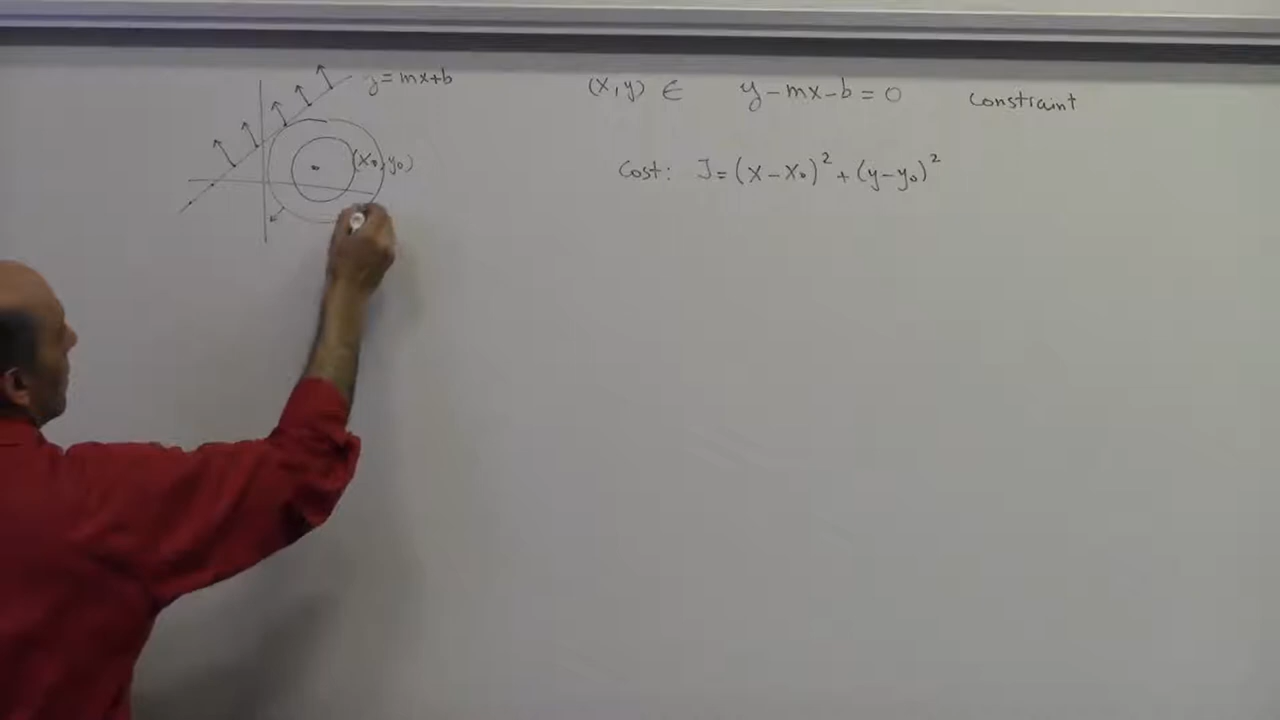 y = mx+b
(x₀, y₀)
(x, y) ∈ y - mx - b = 0 constraint
Cost: J = (x - x₀)² + (y - y₀)²